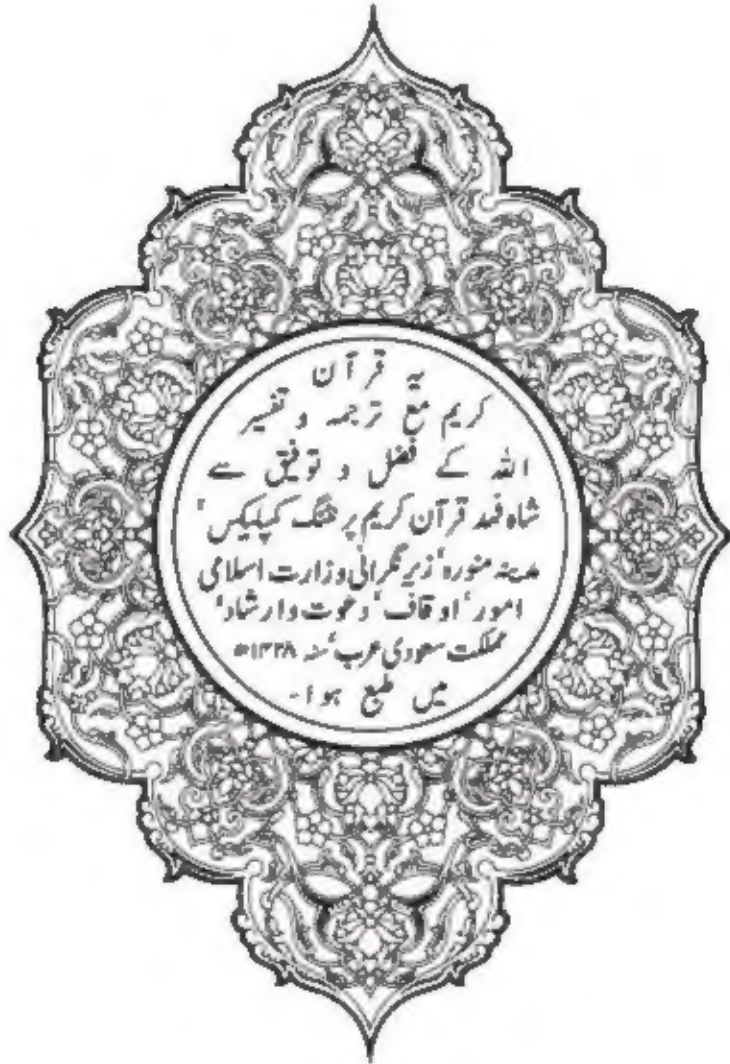 یہ قرآن
کریم مع ترجمہ و تفسیر
اللہ کے فضل و توفیق سے
شاہ فہد قرآن کریم پرنٹنگ کمپلیکس‘
مدینہ منورہ‘ زیر نگرانی وزارت اسلامی
امور‘ اوقاف‘ دعوت وارشاد‘
مملکت سعودی عرب‘ سنہ ۱۴۲۸ھ
میں طبع ہوا۔